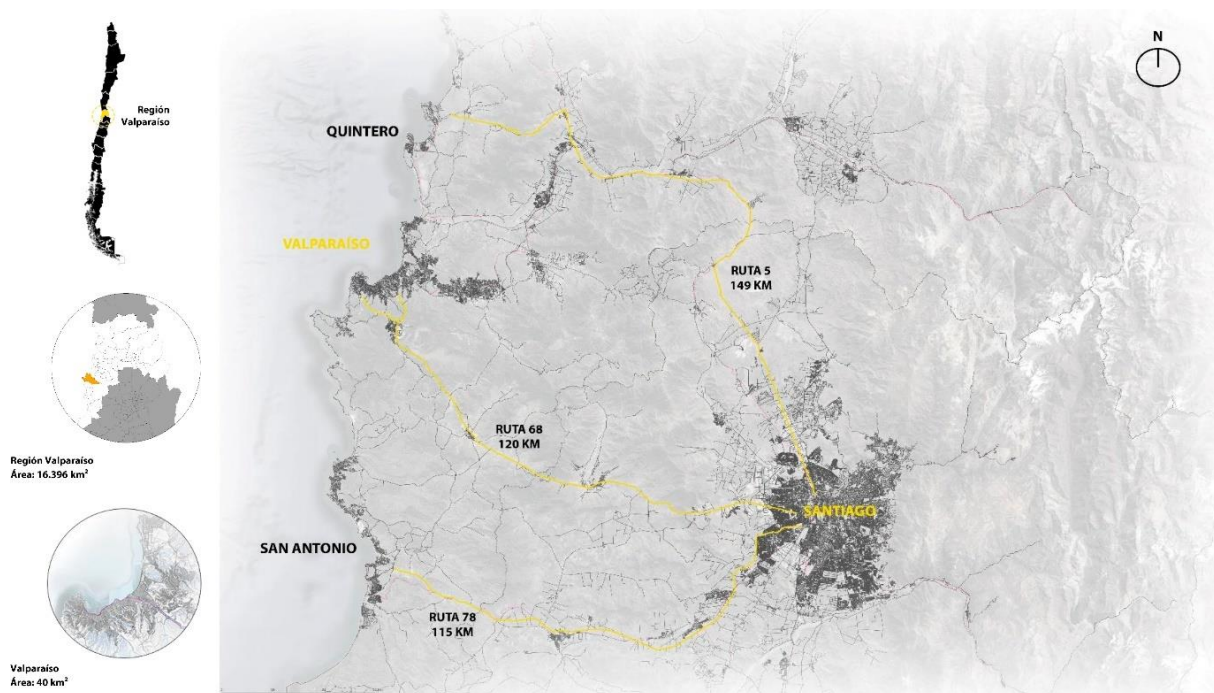 Región
Valparaíso
Región Valparaíso
Área: 16.396 km²
Valparaíso
Área: 40 km²
N
QUINTERO
VALPARAÍSO
RUTA 5
149 KM
RUTA 68
120 KM
SANTIAGO
SAN ANTONIO
RUTA 78
115 KM